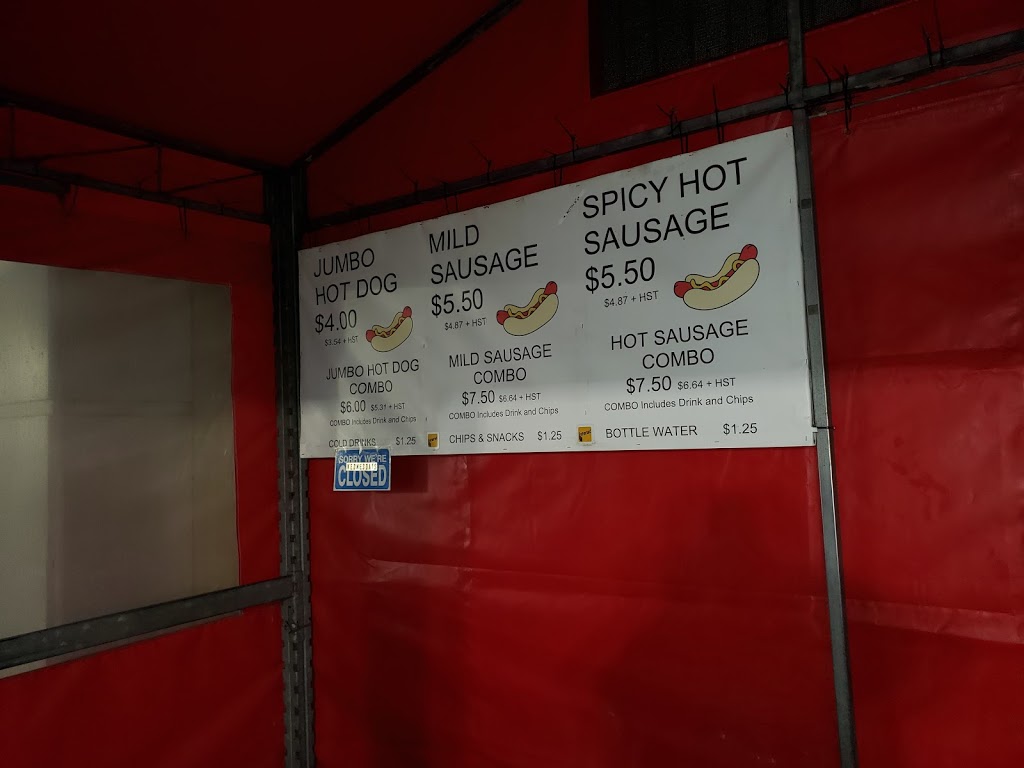 JUMBO
HOT DOG
$4.00
$3.54 + HST
JUMBO HOT DOG
COMBO
$6.00 $5.31 + HST
COMBO Includes Drink and Chips
COLD DRINKS $1.25
MILD
SAUSAGE
$5.50
$4.87 + HST
MILD SAUSAGE
COMBO
$7.50 $6.64 + HST
COMBO Includes Drink and Chips
CHIPS & SNACKS $1.25
SPICY HOT
SAUSAGE
$5.50
$4.87 + HST
HOT SAUSAGE
COMBO
$7.50 $6.64 + HST
COMBO Includes Drink and Chips
BOTTLE WATER $1.25
SORRY WE'RE
WEDNESDAYS
CLOSED